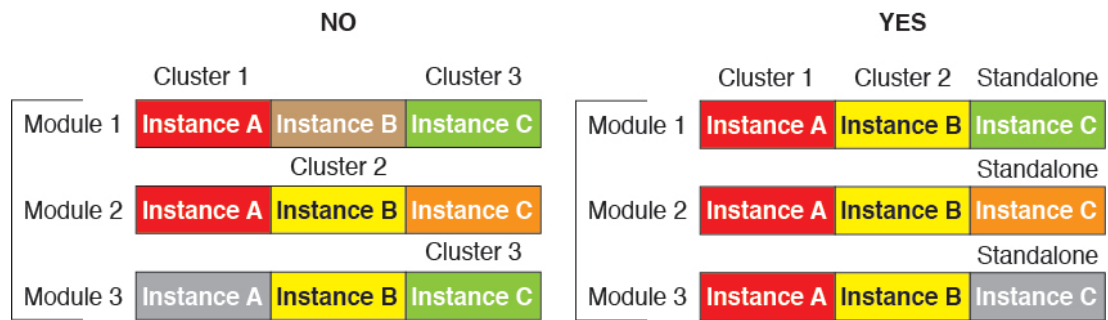 NO
Cluster 1 Cluster 3
Module 1 Instance A Instance B Instance C
Cluster 2
Module 2 Instance A Instance B Instance C
Cluster 3
Module 3 Instance A Instance B Instance C
YES
Cluster 1 Cluster 2 Standalone
Module 1 Instance A Instance B Instance C
Standalone
Module 2 Instance A Instance B Instance C
Standalone
Module 3 Instance A Instance B Instance C